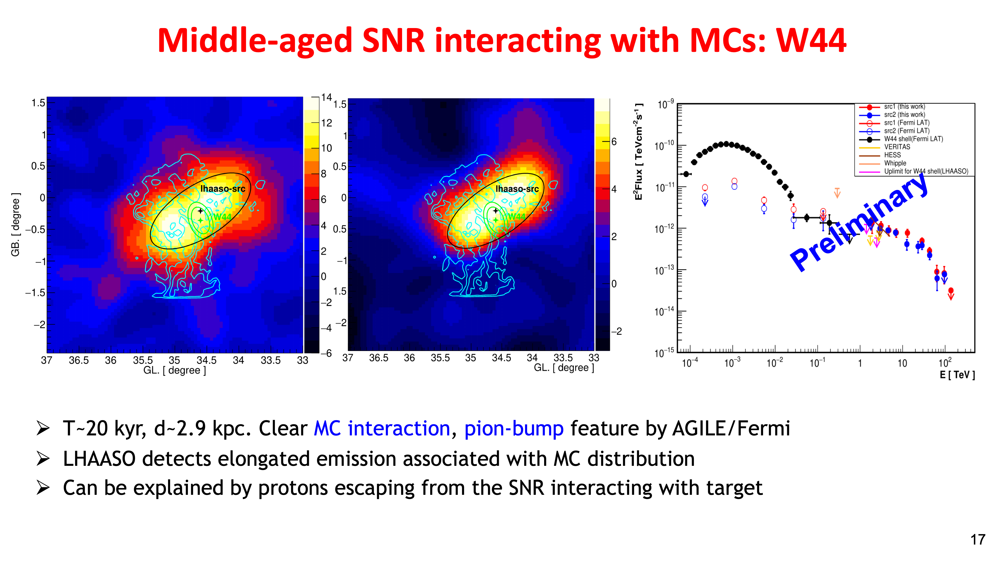 Middle-aged SNR interacting with MCs: W44
GB. [ degree ]
1.5
1
0.5
0
−0.5
−1
−1.5
−2
lhaaso-src
W44
37 36.5 36 35.5 35 34.5 34 33.5 33
GL. [ degree ]
14
12
10
8
6
4
2
0
−2
−4
−6
1.5
1
0.5
0
0.5
−1
1.5
−2
lhaaso-src
W44
37 36.5 36 35.5 35 34.5 34 33.5 33
GL. [ degree ]
6
4
2
0
−2
E²Flux [ TeVcm⁻²s⁻¹ ]
10⁻⁹
10⁻¹⁰
10⁻¹¹
10⁻¹²
10⁻¹³
10⁻¹⁴
10⁻¹⁵
src1 (this work)
src2 (this work)
src1 (Fermi LAT)
src2 (Fermi LAT)
W44 shell(Fermi LAT)
VERITAS
HESS
Whipple
Uplimit for W44 shell(LHAASO)
Preliminary
10⁻⁴ 10⁻³ 10⁻² 10⁻¹ 1 10 10²
E [ TeV ]
➢ T~20 kyr, d~2.9 kpc. Clear MC interaction, pion-bump feature by AGILE/Fermi
➢ LHAASO detects elongated emission associated with MC distribution
➢ Can be explained by protons escaping from the SNR interacting with target
17